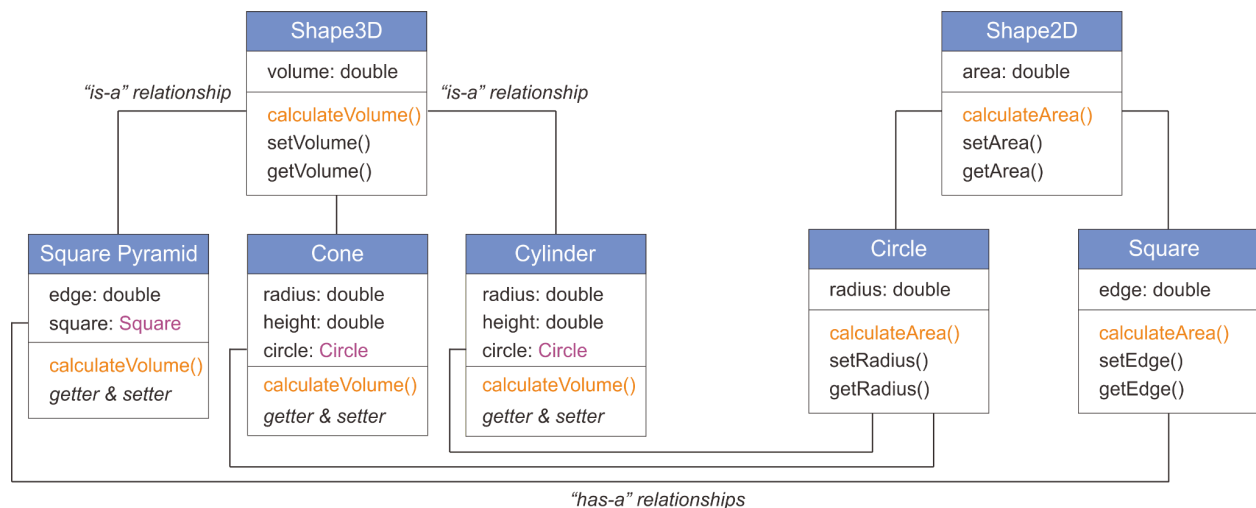 Shape3D
volume: double
calculateVolume()
setVolume()
getVolume()
“is-a” relationship
“is-a” relationship
Shape2D
area: double
calculateArea()
setArea()
getArea()
Square Pyramid
edge: double
square: Square
calculateVolume()
getter & setter
Cone
radius: double
height: double
circle: Circle
calculateVolume()
getter & setter
Cylinder
radius: double
height: double
circle: Circle
calculateVolume()
getter & setter
Circle
radius: double
calculateArea()
setRadius()
getRadius()
Square
edge: double
calculateArea()
setEdge()
getEdge()
“has-a” relationships